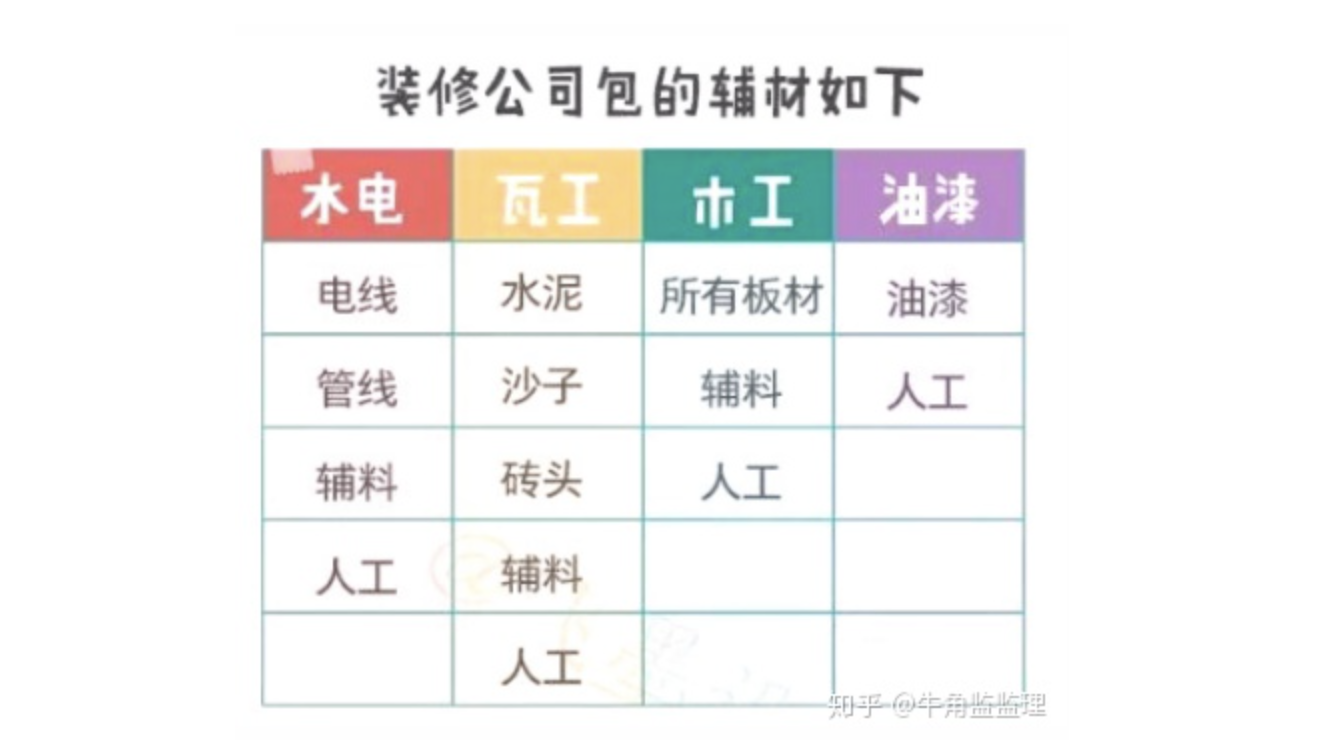 装修公司包的辅材如下
水电 瓦工 木工 油漆
电线 水泥 所有板材 油漆
管线 沙子 辅料 人工
辅料 砖头 人工
人工 辅料
人工
知乎 @牛角监监理